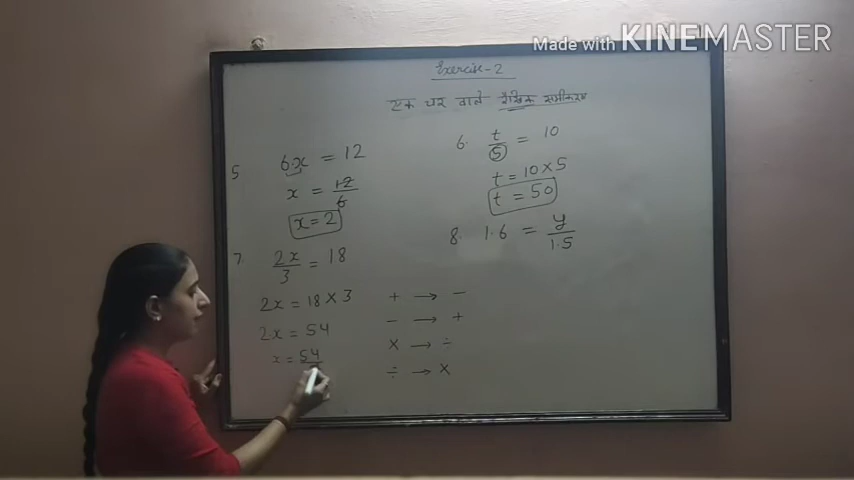 Made with KINEMASTER
Exercise-2
एक चर वाले रैखिक समीकरण
5 6x = 12
x = 12/6
x = 2
6. t/5 = 10
t = 10 × 5
t = 50
7. 2x/3 = 18
2x = 18 × 3
2x = 54
x = 54
8. 1.6 = y/1.5
+ → −
− → +
× → ÷
÷ → ×